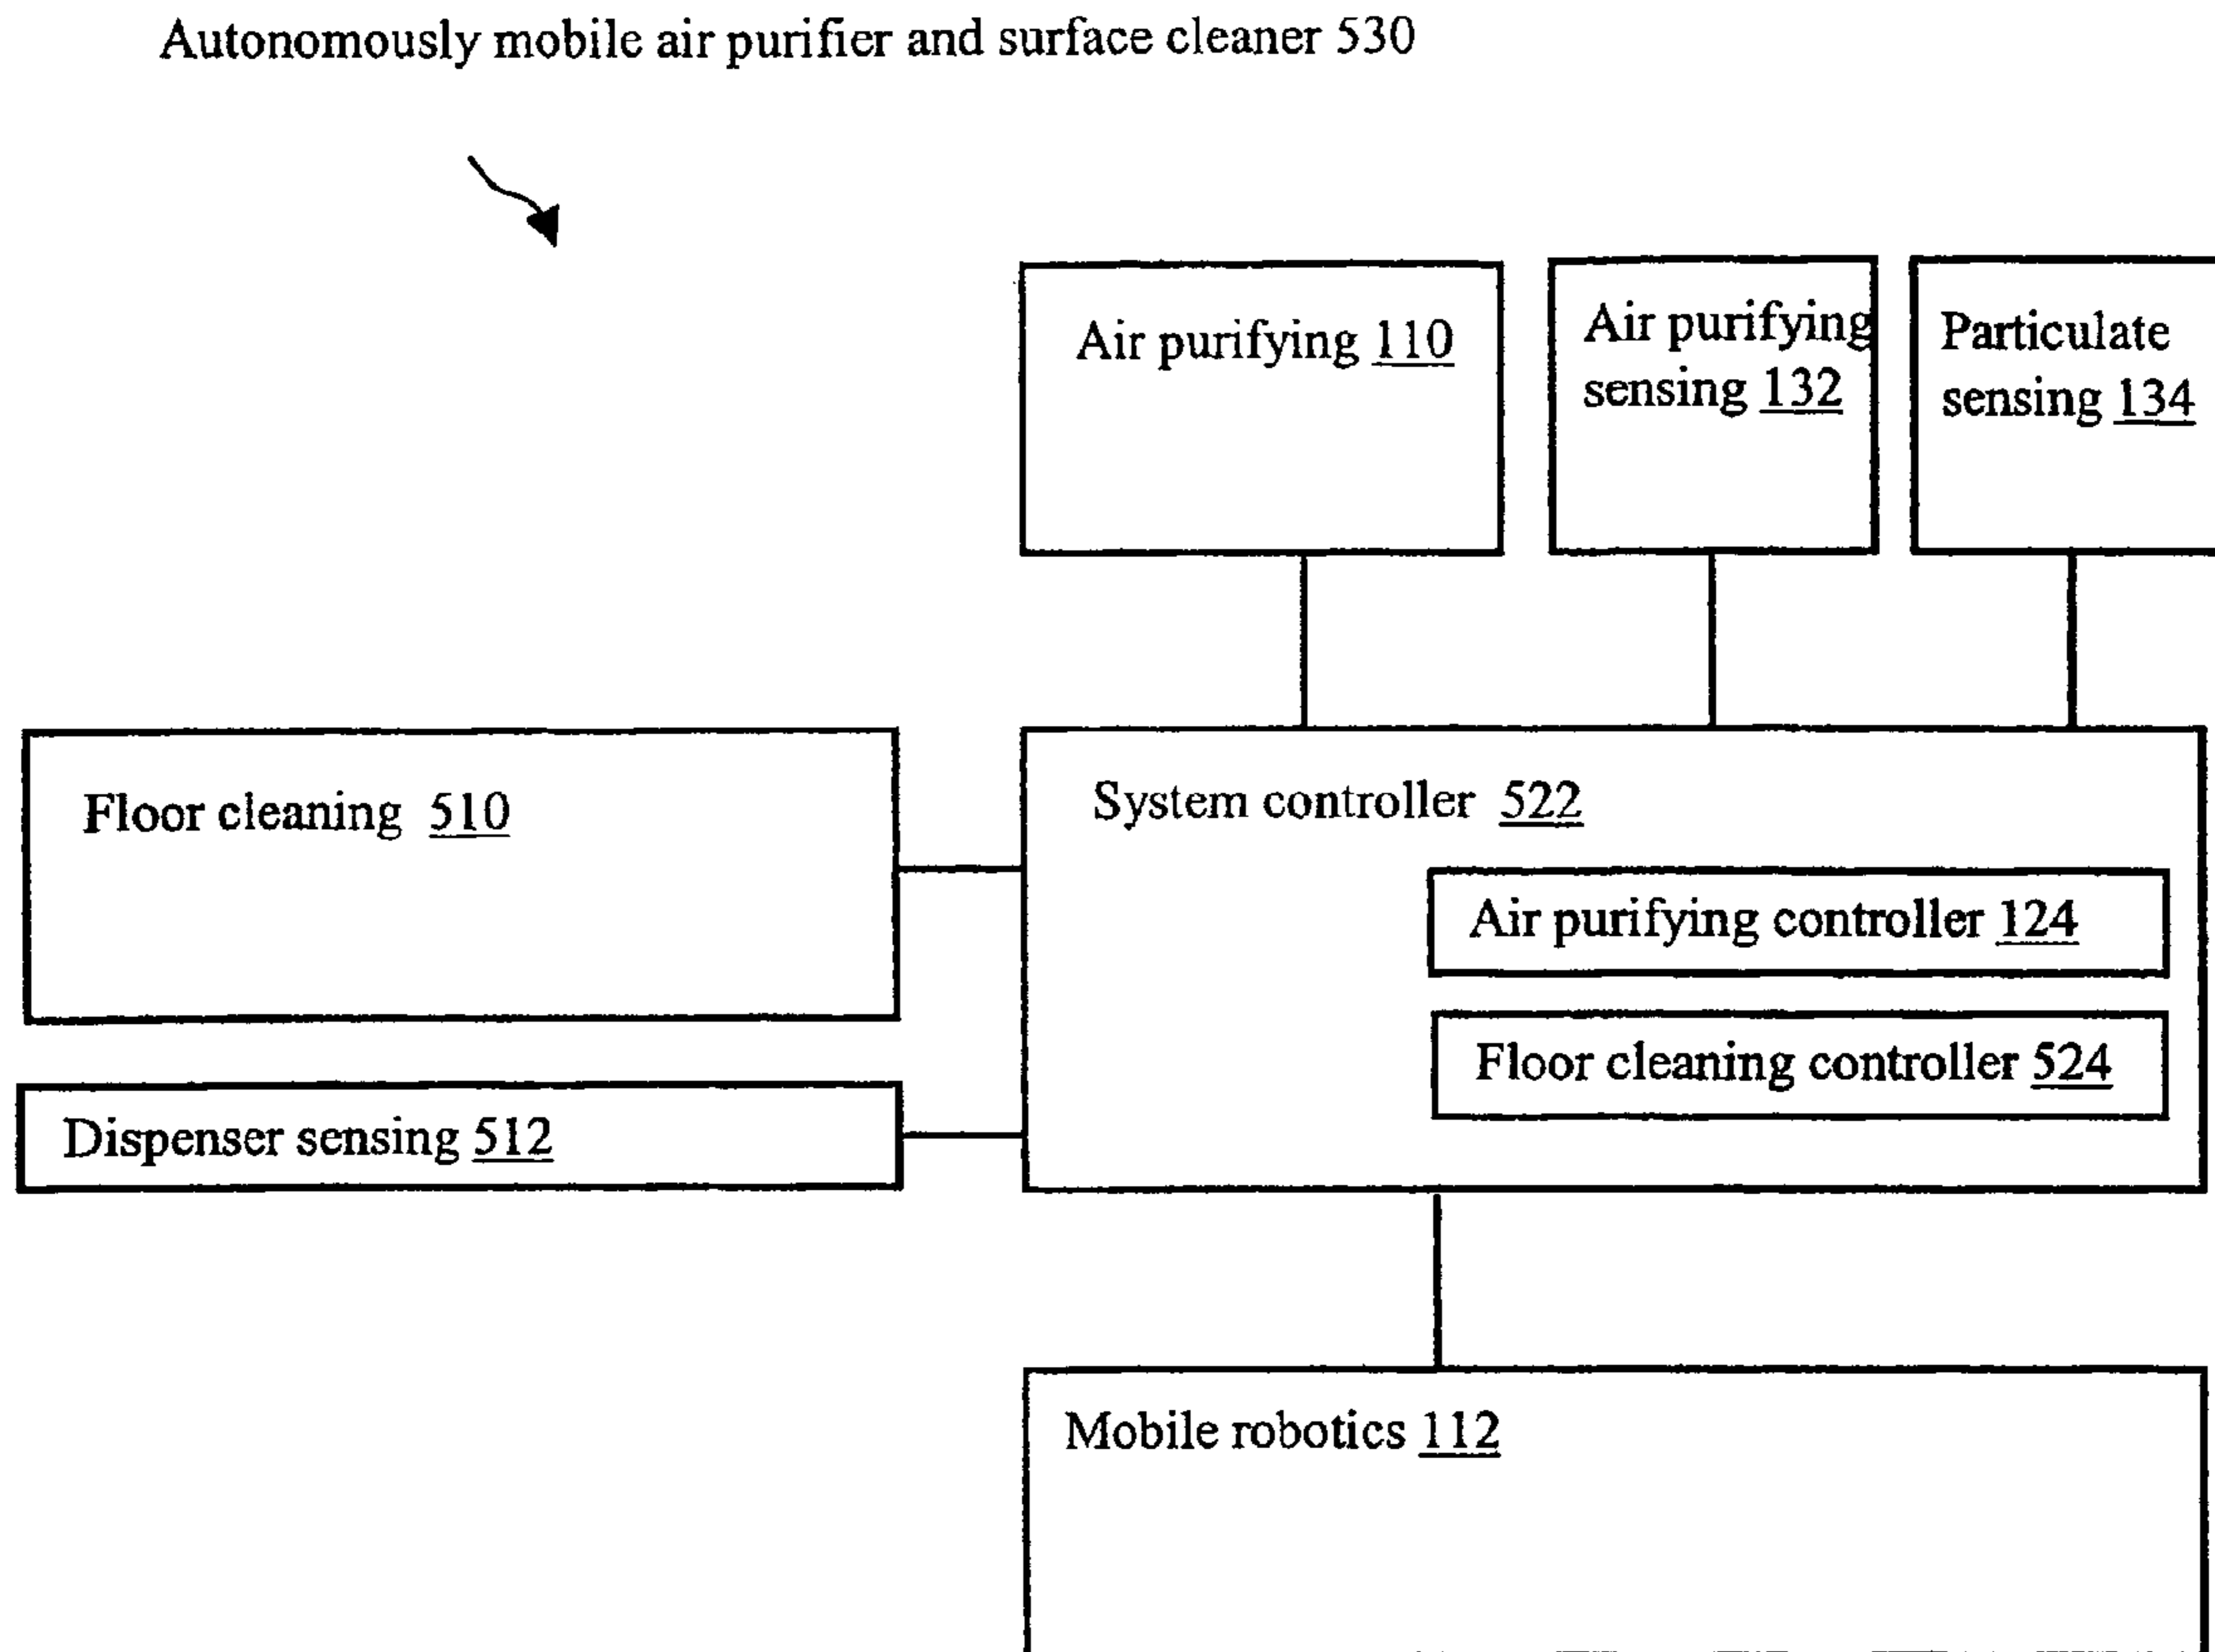 Autonomously mobile air purifier and surface cleaner 530
Air purifying 110
Air purifying
sensing 132
Particulate
sensing 134
Floor cleaning 510
System controller 522
Air purifying controller 124
Floor cleaning controller 524
Dispenser sensing 512
Mobile robotics 112